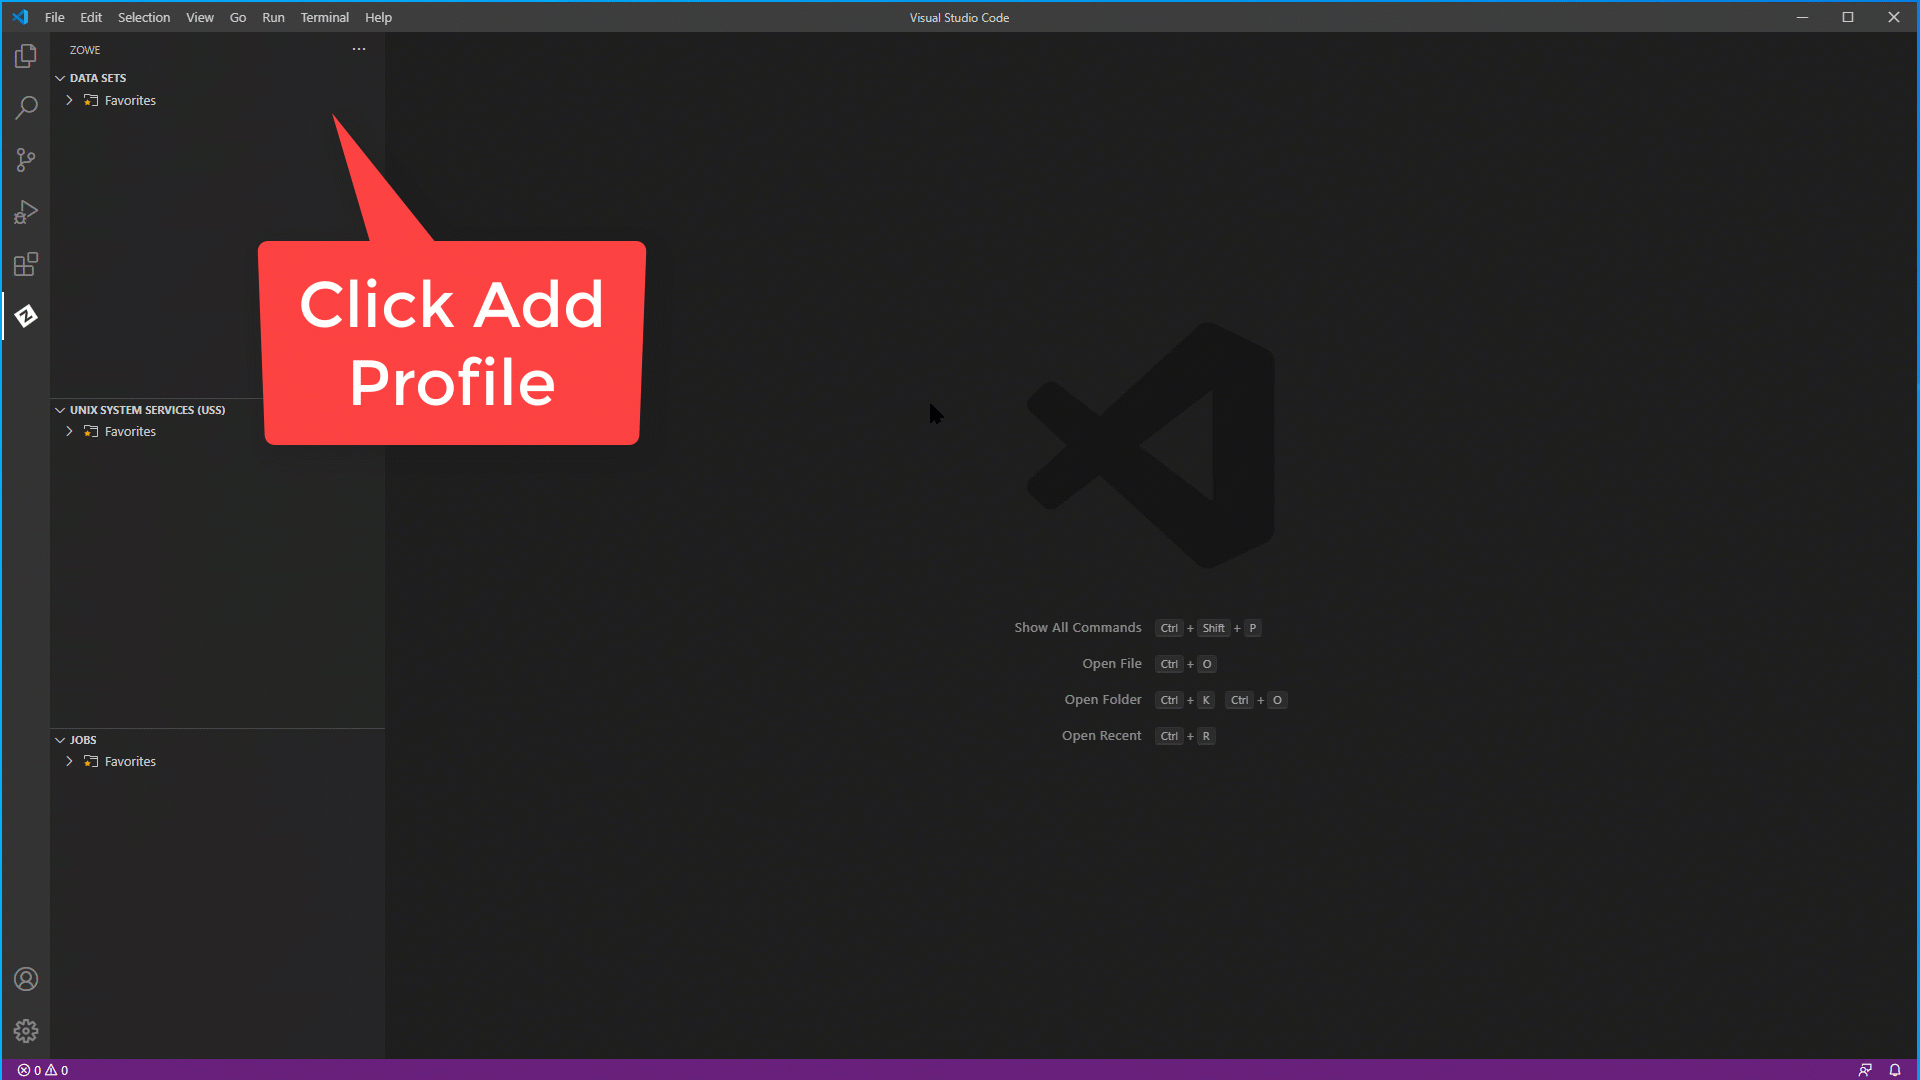 File Edit Selection View Go Run Terminal Help
Visual Studio Code
ZOWE
DATA SETS
Favorites
Click Add
Profile
UNIX SYSTEM SERVICES (USS)
Favorites
Show All Commands Ctrl + Shift + P
Open File Ctrl + O
Open Folder Ctrl + K Ctrl + O
Open Recent Ctrl + R
JOBS
Favorites
0 0